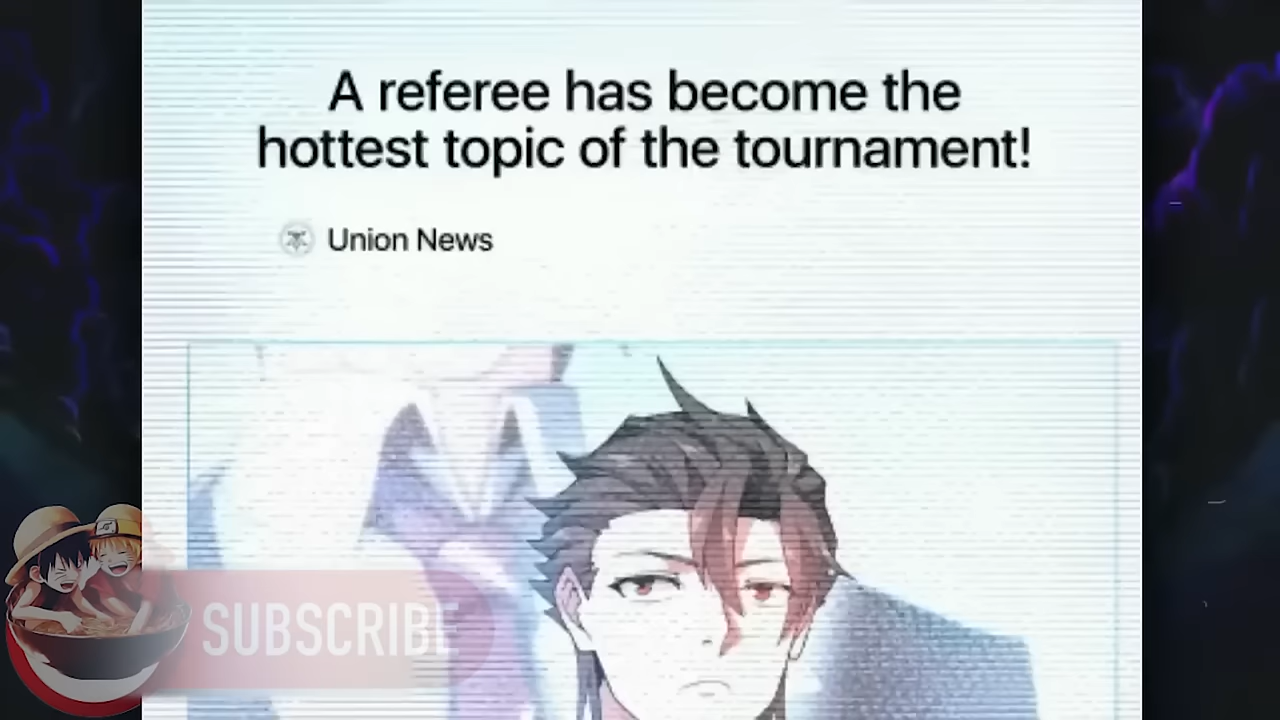 A referee has become the
hottest topic of the tournament!
Union News
SUBSCRIBE